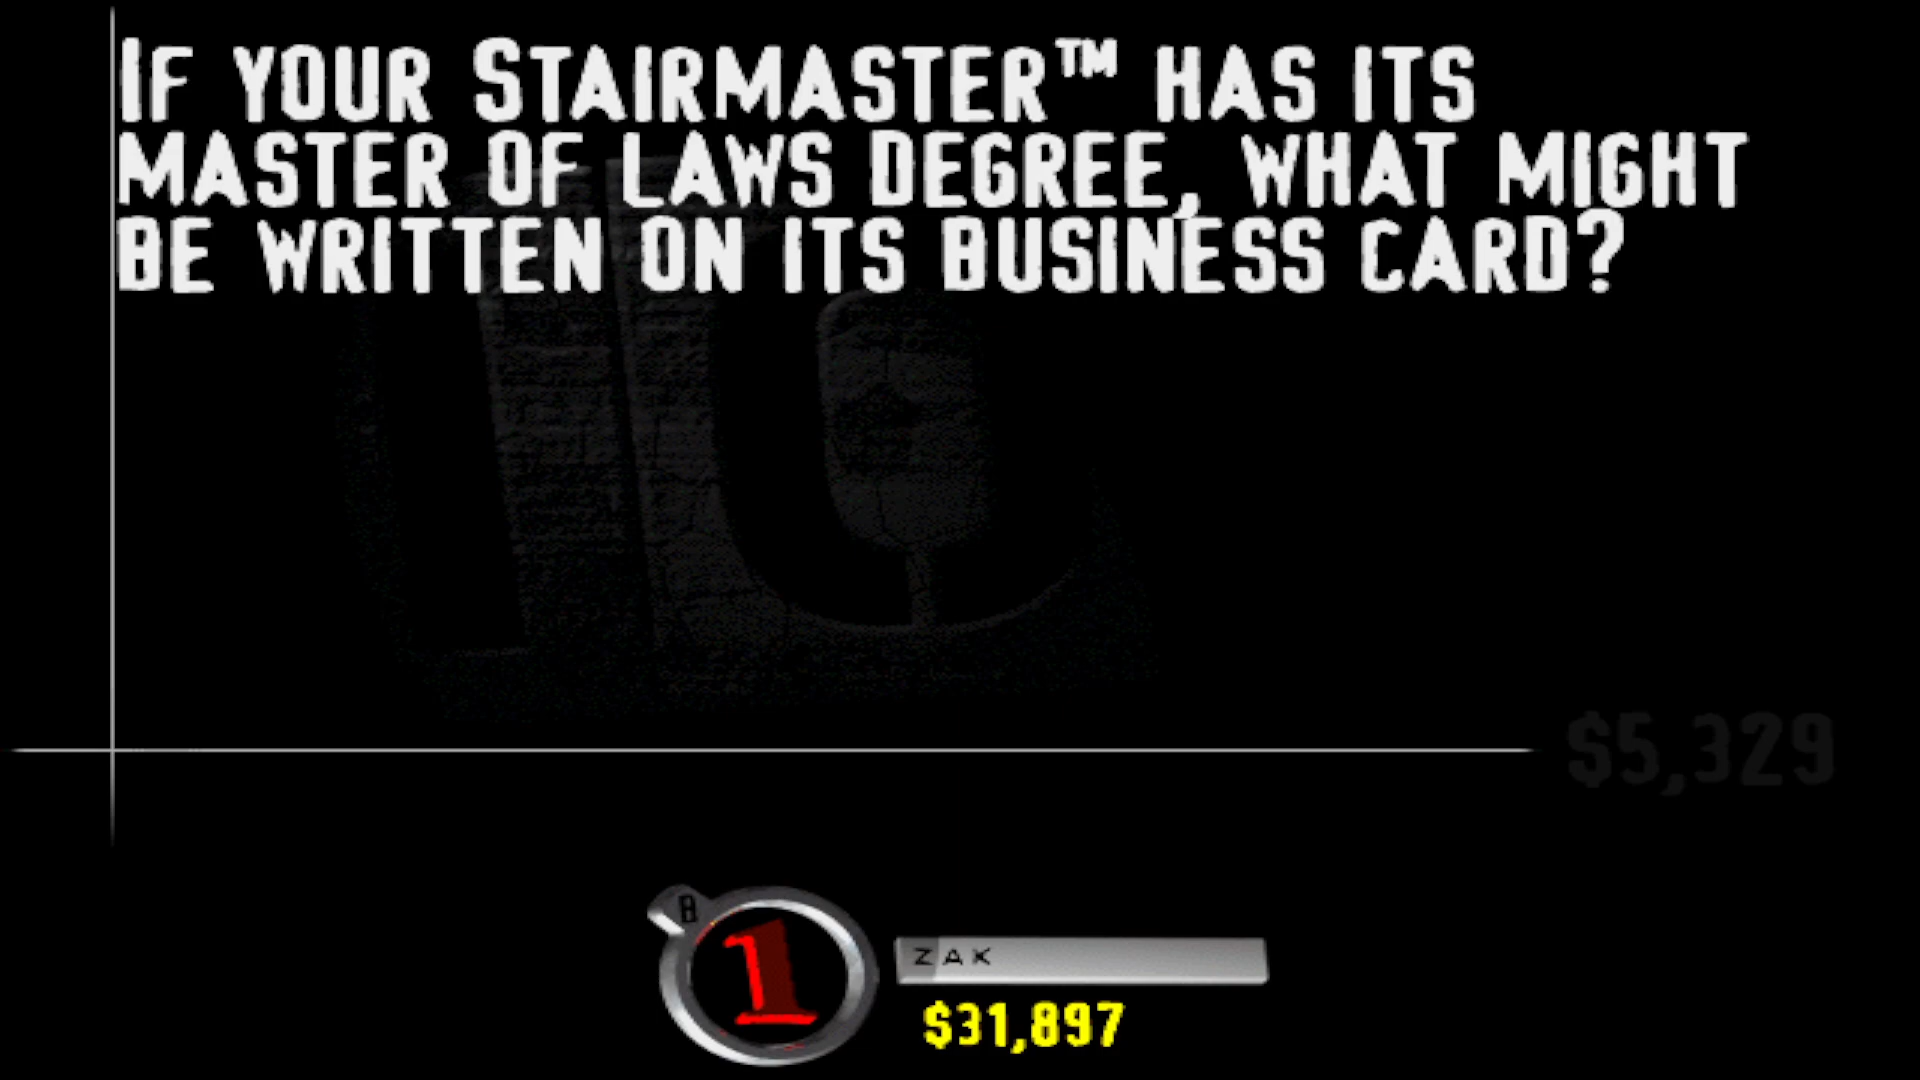 If your Stairmaster™ has its
master of laws degree, what might
be written on its business card?
$5,329
B
1
ZAK
$31,897